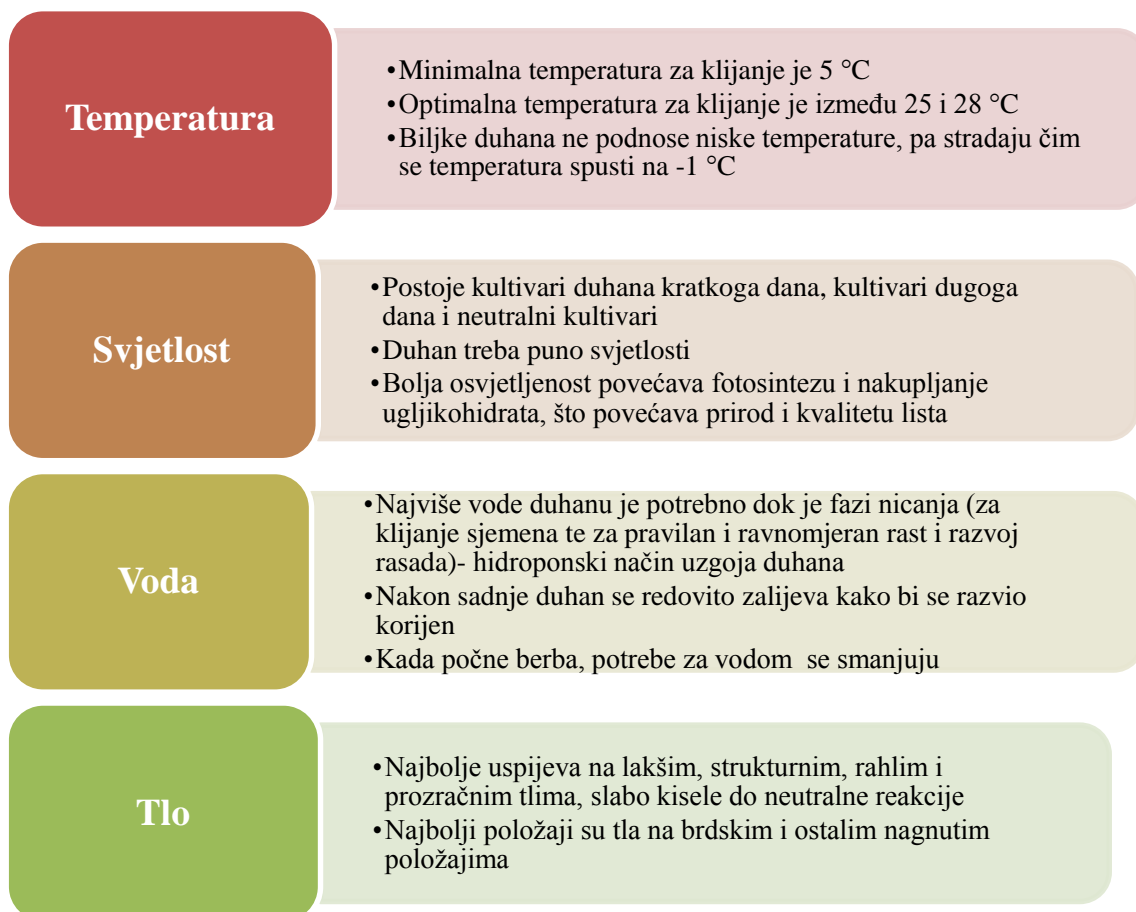 Temperatura
•Minimalna temperatura za klijanje je 5 °C
•Optimalna temperatura za klijanje je između 25 i 28 °C
•Biljke duhana ne podnose niske temperature, pa stradaju čim
se temperatura spusti na -1 °C
Svjetlost
•Postoje kultivari duhana kratkoga dana, kultivari dugoga
dana i neutralni kultivari
•Duhan treba puno svjetlosti
•Bolja osvjetljenost povećava fotosintezu i nakupljanje
ugljikohidrata, što povećava prirod i kvalitetu lista
Voda
•Najviše vode duhanu je potrebno dok je fazi nicanja (za
klijanje sjemena te za pravilan i ravnomjeran rast i razvoj
rasada)- hidroponski način uzgoja duhana
•Nakon sadnje duhan se redovito zalijeva kako bi se razvio
korijen
•Kada počne berba, potrebe za vodom  se smanjuju
Tlo
•Najbolje uspijeva na lakšim, strukturnim, rahlim i
prozračnim tlima, slabo kisele do neutralne reakcije
•Najbolji položaji su tla na brdskim i ostalim nagnutim
položajima